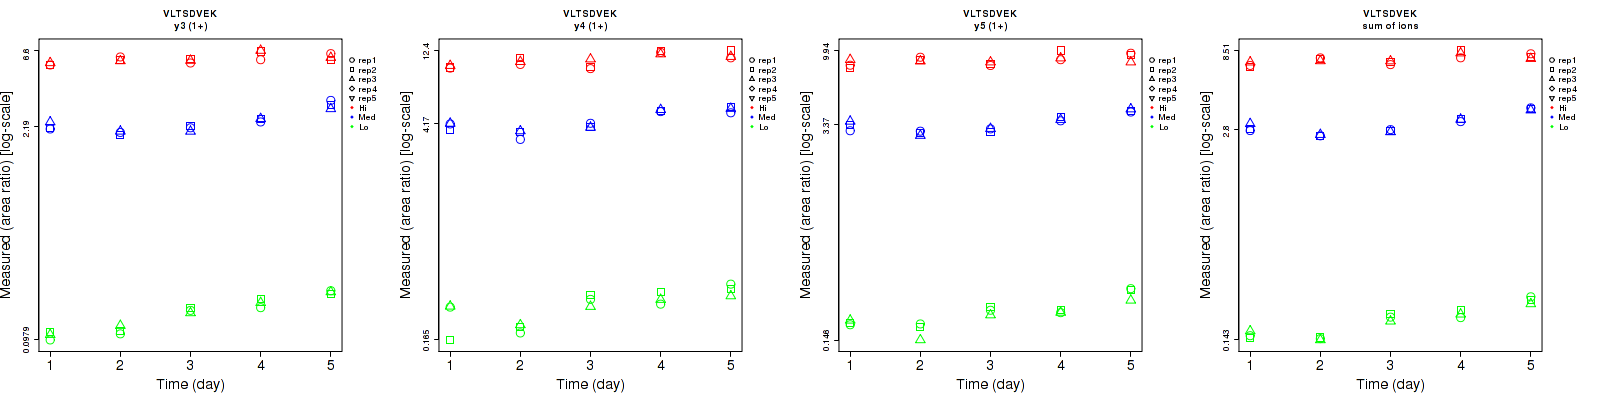 VLTSDVEK
y3 (1+)
Measured (area ratio) [log-scale]
6.6
2.19
0.0979
1 2 3 4 5
Time (day)
rep1
rep2
rep3
rep4
rep5
Hi
Med
Lo
VLTSDVEK
y4 (1+)
Measured (area ratio) [log-scale]
12.4
4.17
0.165
1 2 3 4 5
Time (day)
rep1
rep2
rep3
rep4
rep5
Hi
Med
Lo
VLTSDVEK
y5 (1+)
Measured (area ratio) [log-scale]
9.94
3.37
0.146
1 2 3 4 5
Time (day)
rep1
rep2
rep3
rep4
rep5
Hi
Med
Lo
VLTSDVEK
sum of ions
Measured (area ratio) [log-scale]
8.51
2.8
0.143
1 2 3 4 5
Time (day)
rep1
rep2
rep3
rep4
rep5
Hi
Med
Lo